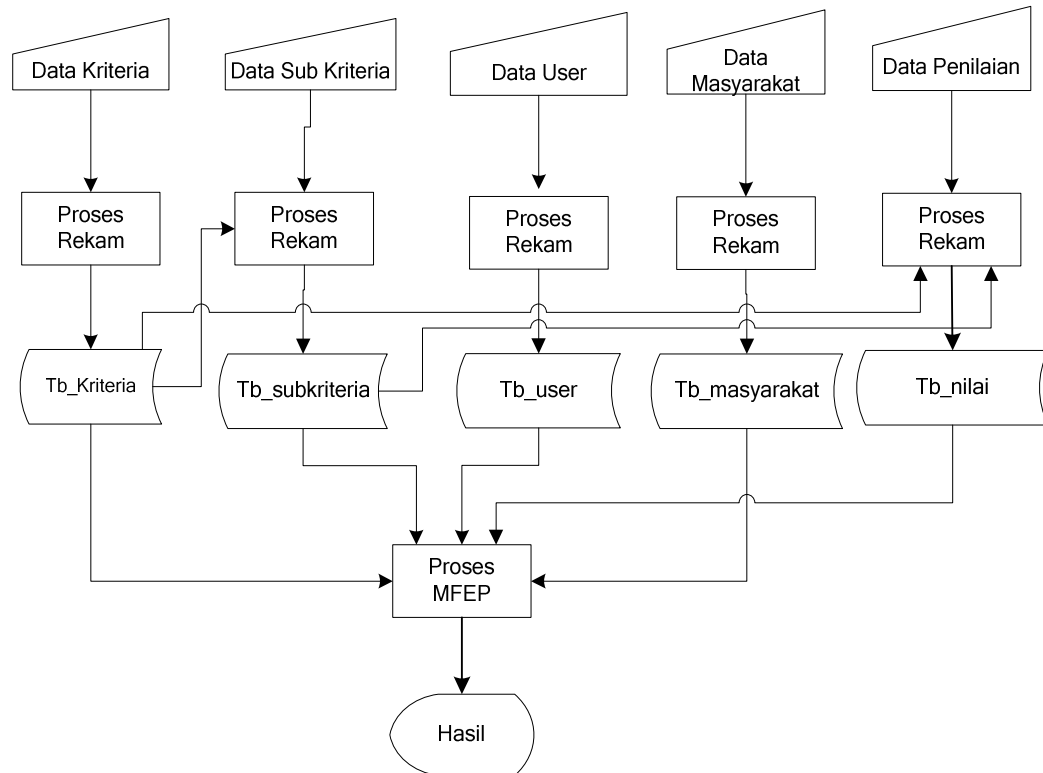 Data Kriteria
Data Sub Kriteria
Data User
Data
Masyarakat
Data Penilaian
Proses
Rekam
Proses
Rekam
Proses
Rekam
Proses
Rekam
Proses
Rekam
Tb_Kriteria
Tb_subkriteria
Tb_user
Tb_masyarakat
Tb_nilai
Proses
MFEP
Hasil